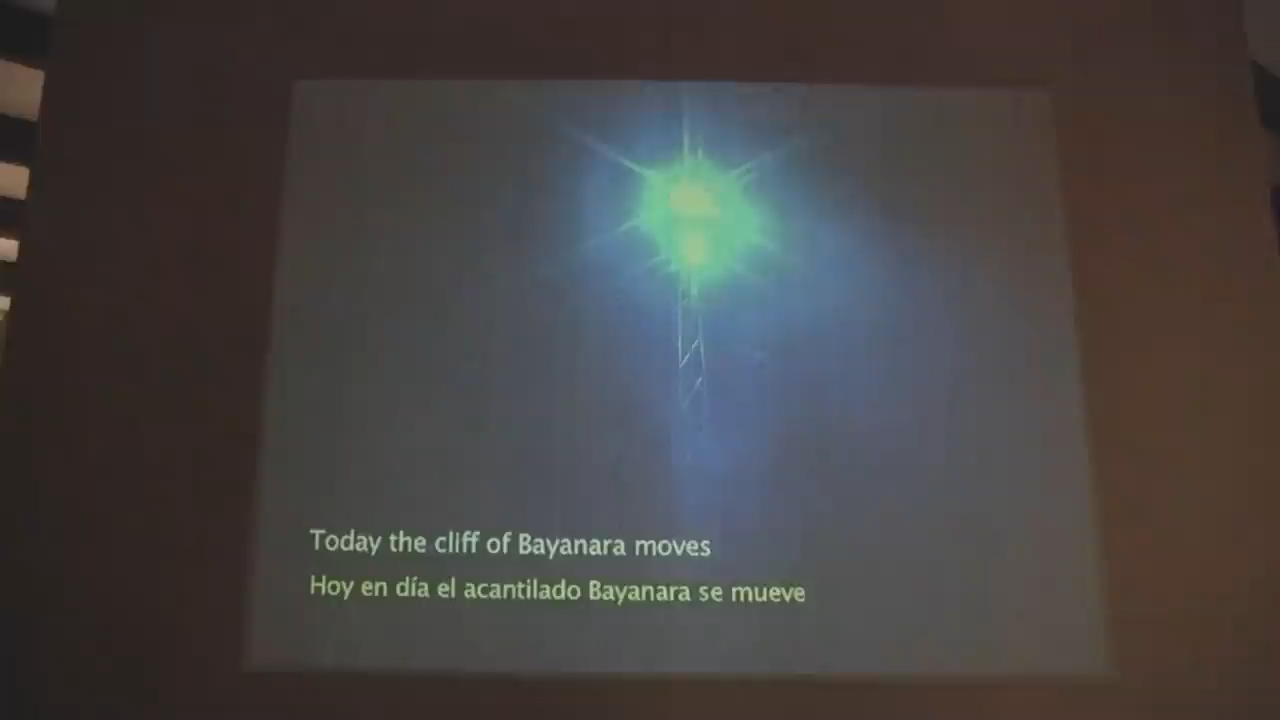 Today the cliff of Bayanara moves
Hoy en día el acantilado Bayanara se mueve